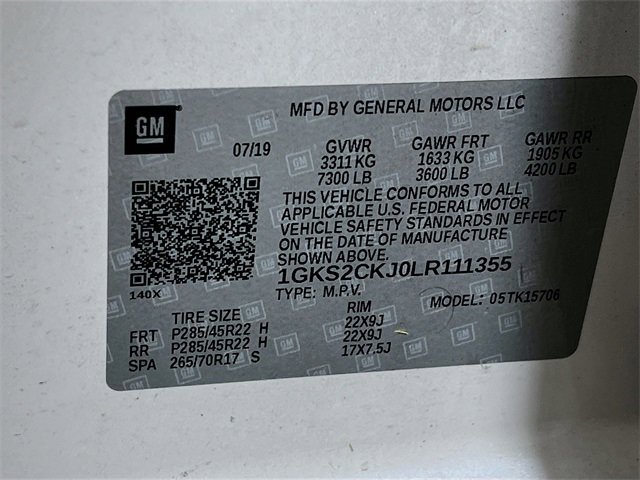 GM
MFD BY GENERAL MOTORS LLC
07/19 GVWR GAWR FRT GAWR RR
3311 KG 1633 KG 1905 KG
7300 LB 3600 LB 4200 LB
THIS VEHICLE CONFORMS TO ALL
APPLICABLE U.S. FEDERAL MOTOR
VEHICLE SAFETY STANDARDS IN EFFECT
ON THE DATE OF MANUFACTURE
SHOWN ABOVE.
1GKS2CKJ0LR111355
140X TYPE: M.P.V. MODEL: 05TK15706
TIRE SIZE RIM
FRT P285/45R22 H 22X9J
RR P285/45R22 H 22X9J
SPA 265/70R17 S 17X7.5J